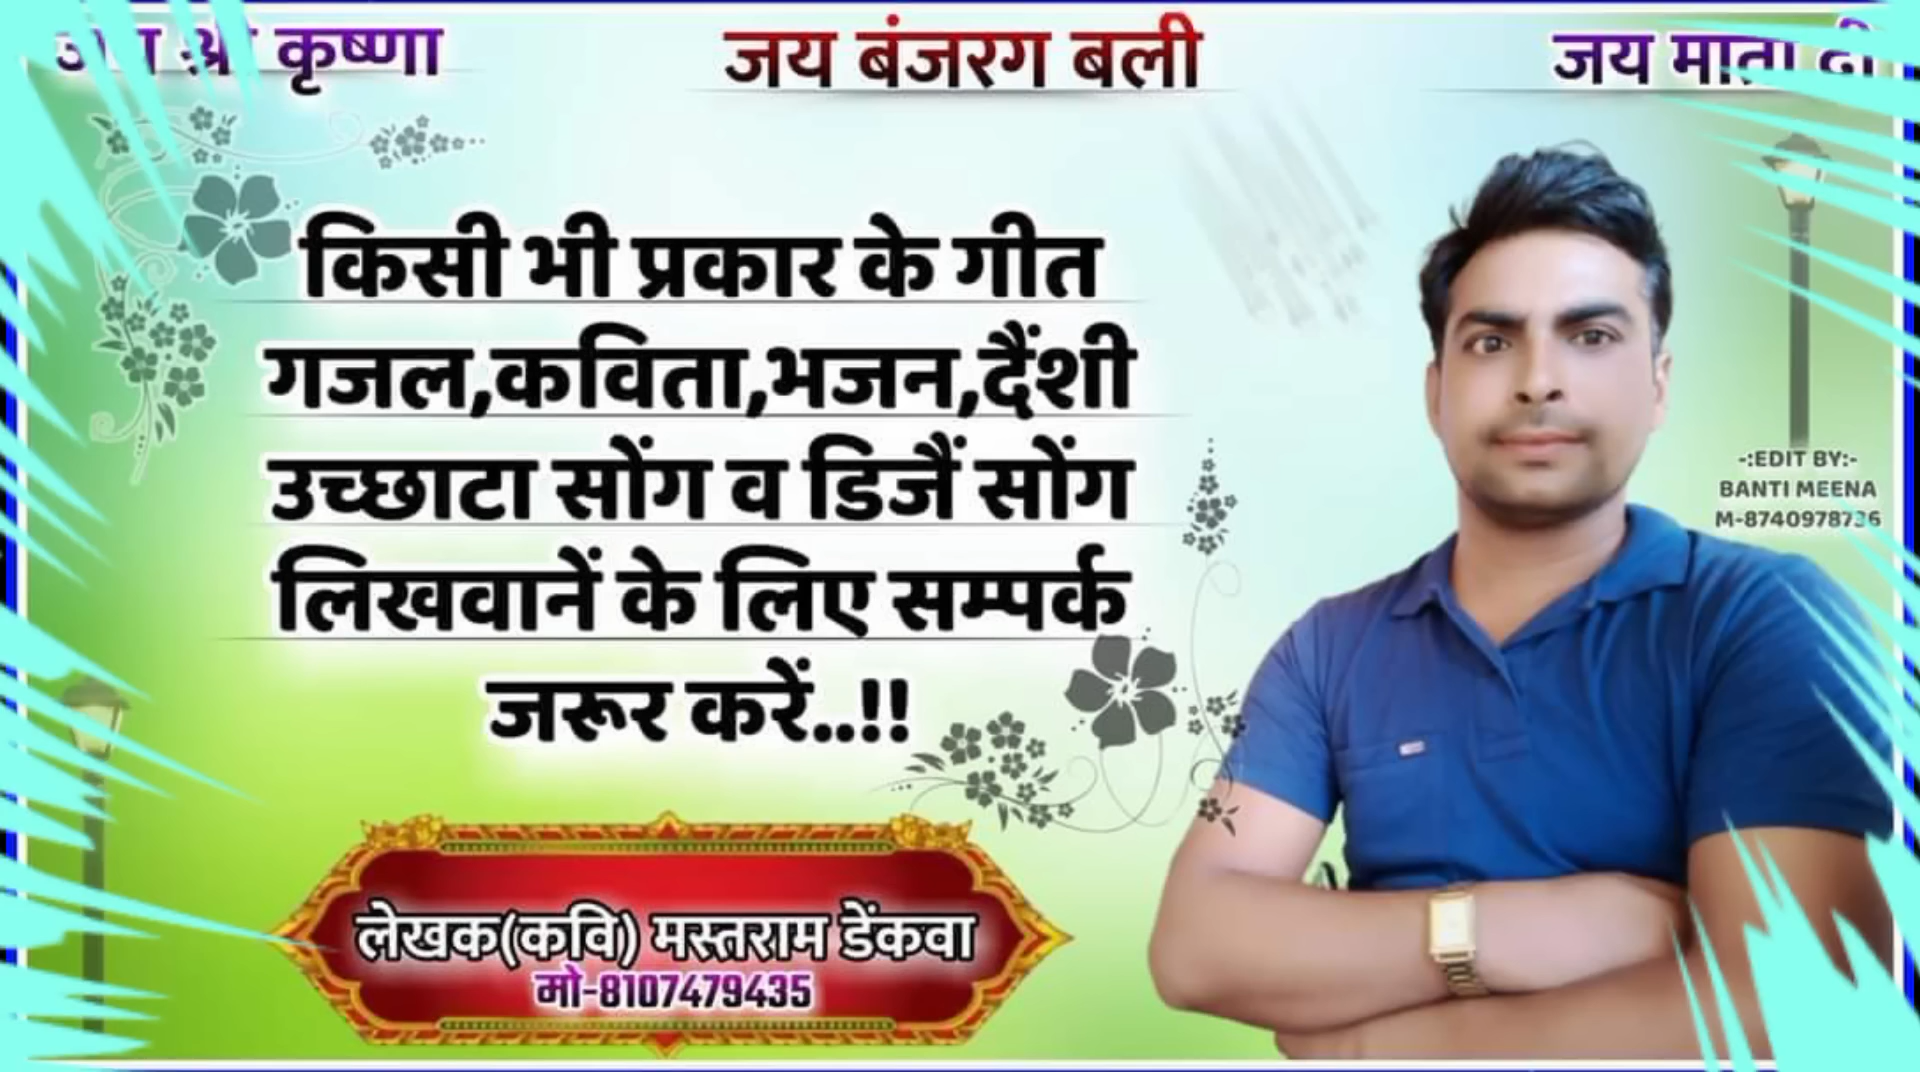 जय श्री कृष्णा
जय बंजरग बली
जय माता दी
किसी भी प्रकार के गीत
गजल,कविता,भजन,दैंशी
उच्छाटा सोंग व डिजैं सोंग
लिखवानें के लिए सम्पर्क
जरूर करें..!!
-:EDIT BY:-
BANTI MEENA
M-8740978736
लेखक(कवि) मस्तराम डेंकवा
मो-8107479435